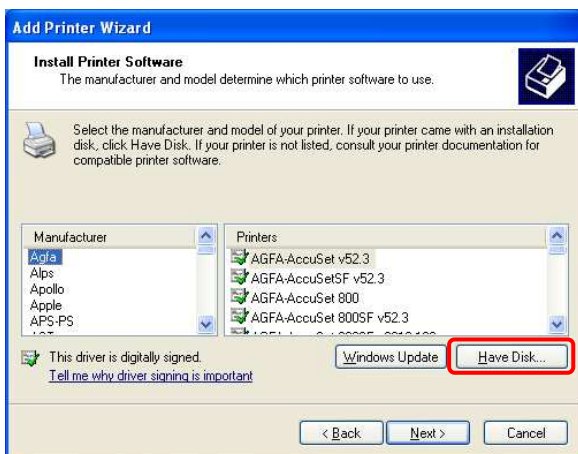 Add Printer Wizard
Install Printer Software
The manufacturer and model determine which printer software to use.
Select the manufacturer and model of your printer. If your printer came with an installation
disk, click Have Disk. If your printer is not listed, consult your printer documentation for
compatible printer software.
Manufacturer
Agfa
Alps
Apollo
Apple
APS-PS
Printers
AGFA-AccuSet v52.3
AGFA-AccuSetSF v52.3
AGFA-AccuSet 800
AGFA-AccuSet 800SF v52.3
This driver is digitally signed.
Tell me why driver signing is important
Windows Update
Have Disk...
< Back
Next >
Cancel